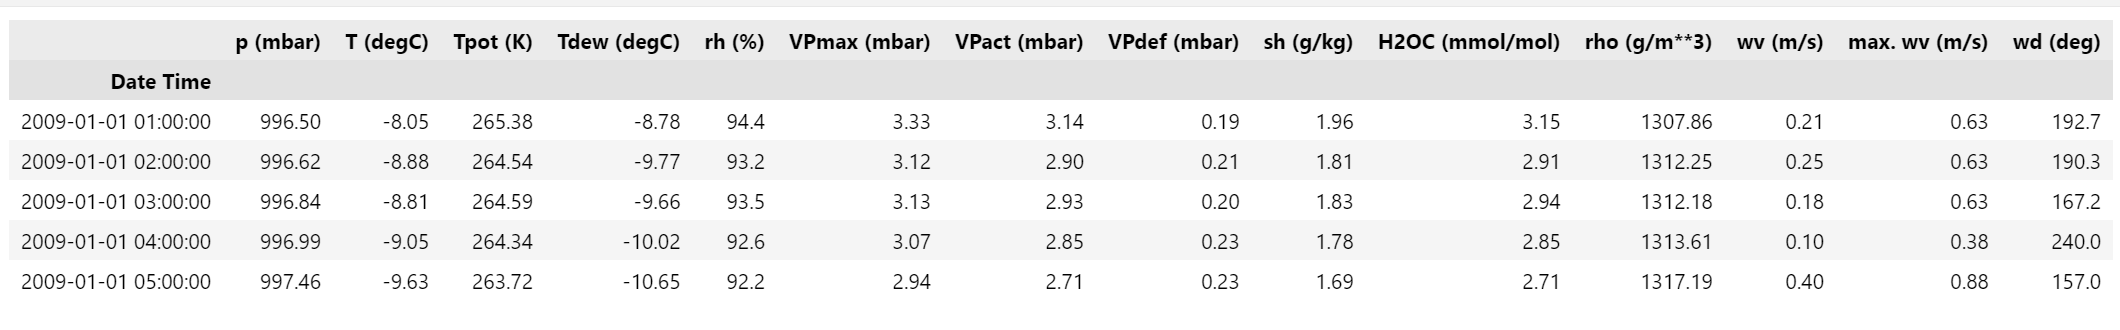 p (mbar) T (degC) Tpot (K) Tdew (degC) rh (%) VPmax (mbar) VPact (mbar) VPdef (mbar) sh (g/kg) H2OC (mmol/mol) rho (g/m**3) wv (m/s) max. wv (m/s) wd (deg)
Date Time
2009-01-01 01:00:00 996.50 -8.05 265.38 -8.78 94.4 3.33 3.14 0.19 1.96 3.15 1307.86 0.21 0.63 192.7
2009-01-01 02:00:00 996.62 -8.88 264.54 -9.77 93.2 3.12 2.90 0.21 1.81 2.91 1312.25 0.25 0.63 190.3
2009-01-01 03:00:00 996.84 -8.81 264.59 -9.66 93.5 3.13 2.93 0.20 1.83 2.94 1312.18 0.18 0.63 167.2
2009-01-01 04:00:00 996.99 -9.05 264.34 -10.02 92.6 3.07 2.85 0.23 1.78 2.85 1313.61 0.10 0.38 240.0
2009-01-01 05:00:00 997.46 -9.63 263.72 -10.65 92.2 2.94 2.71 0.23 1.69 2.71 1317.19 0.40 0.88 157.0